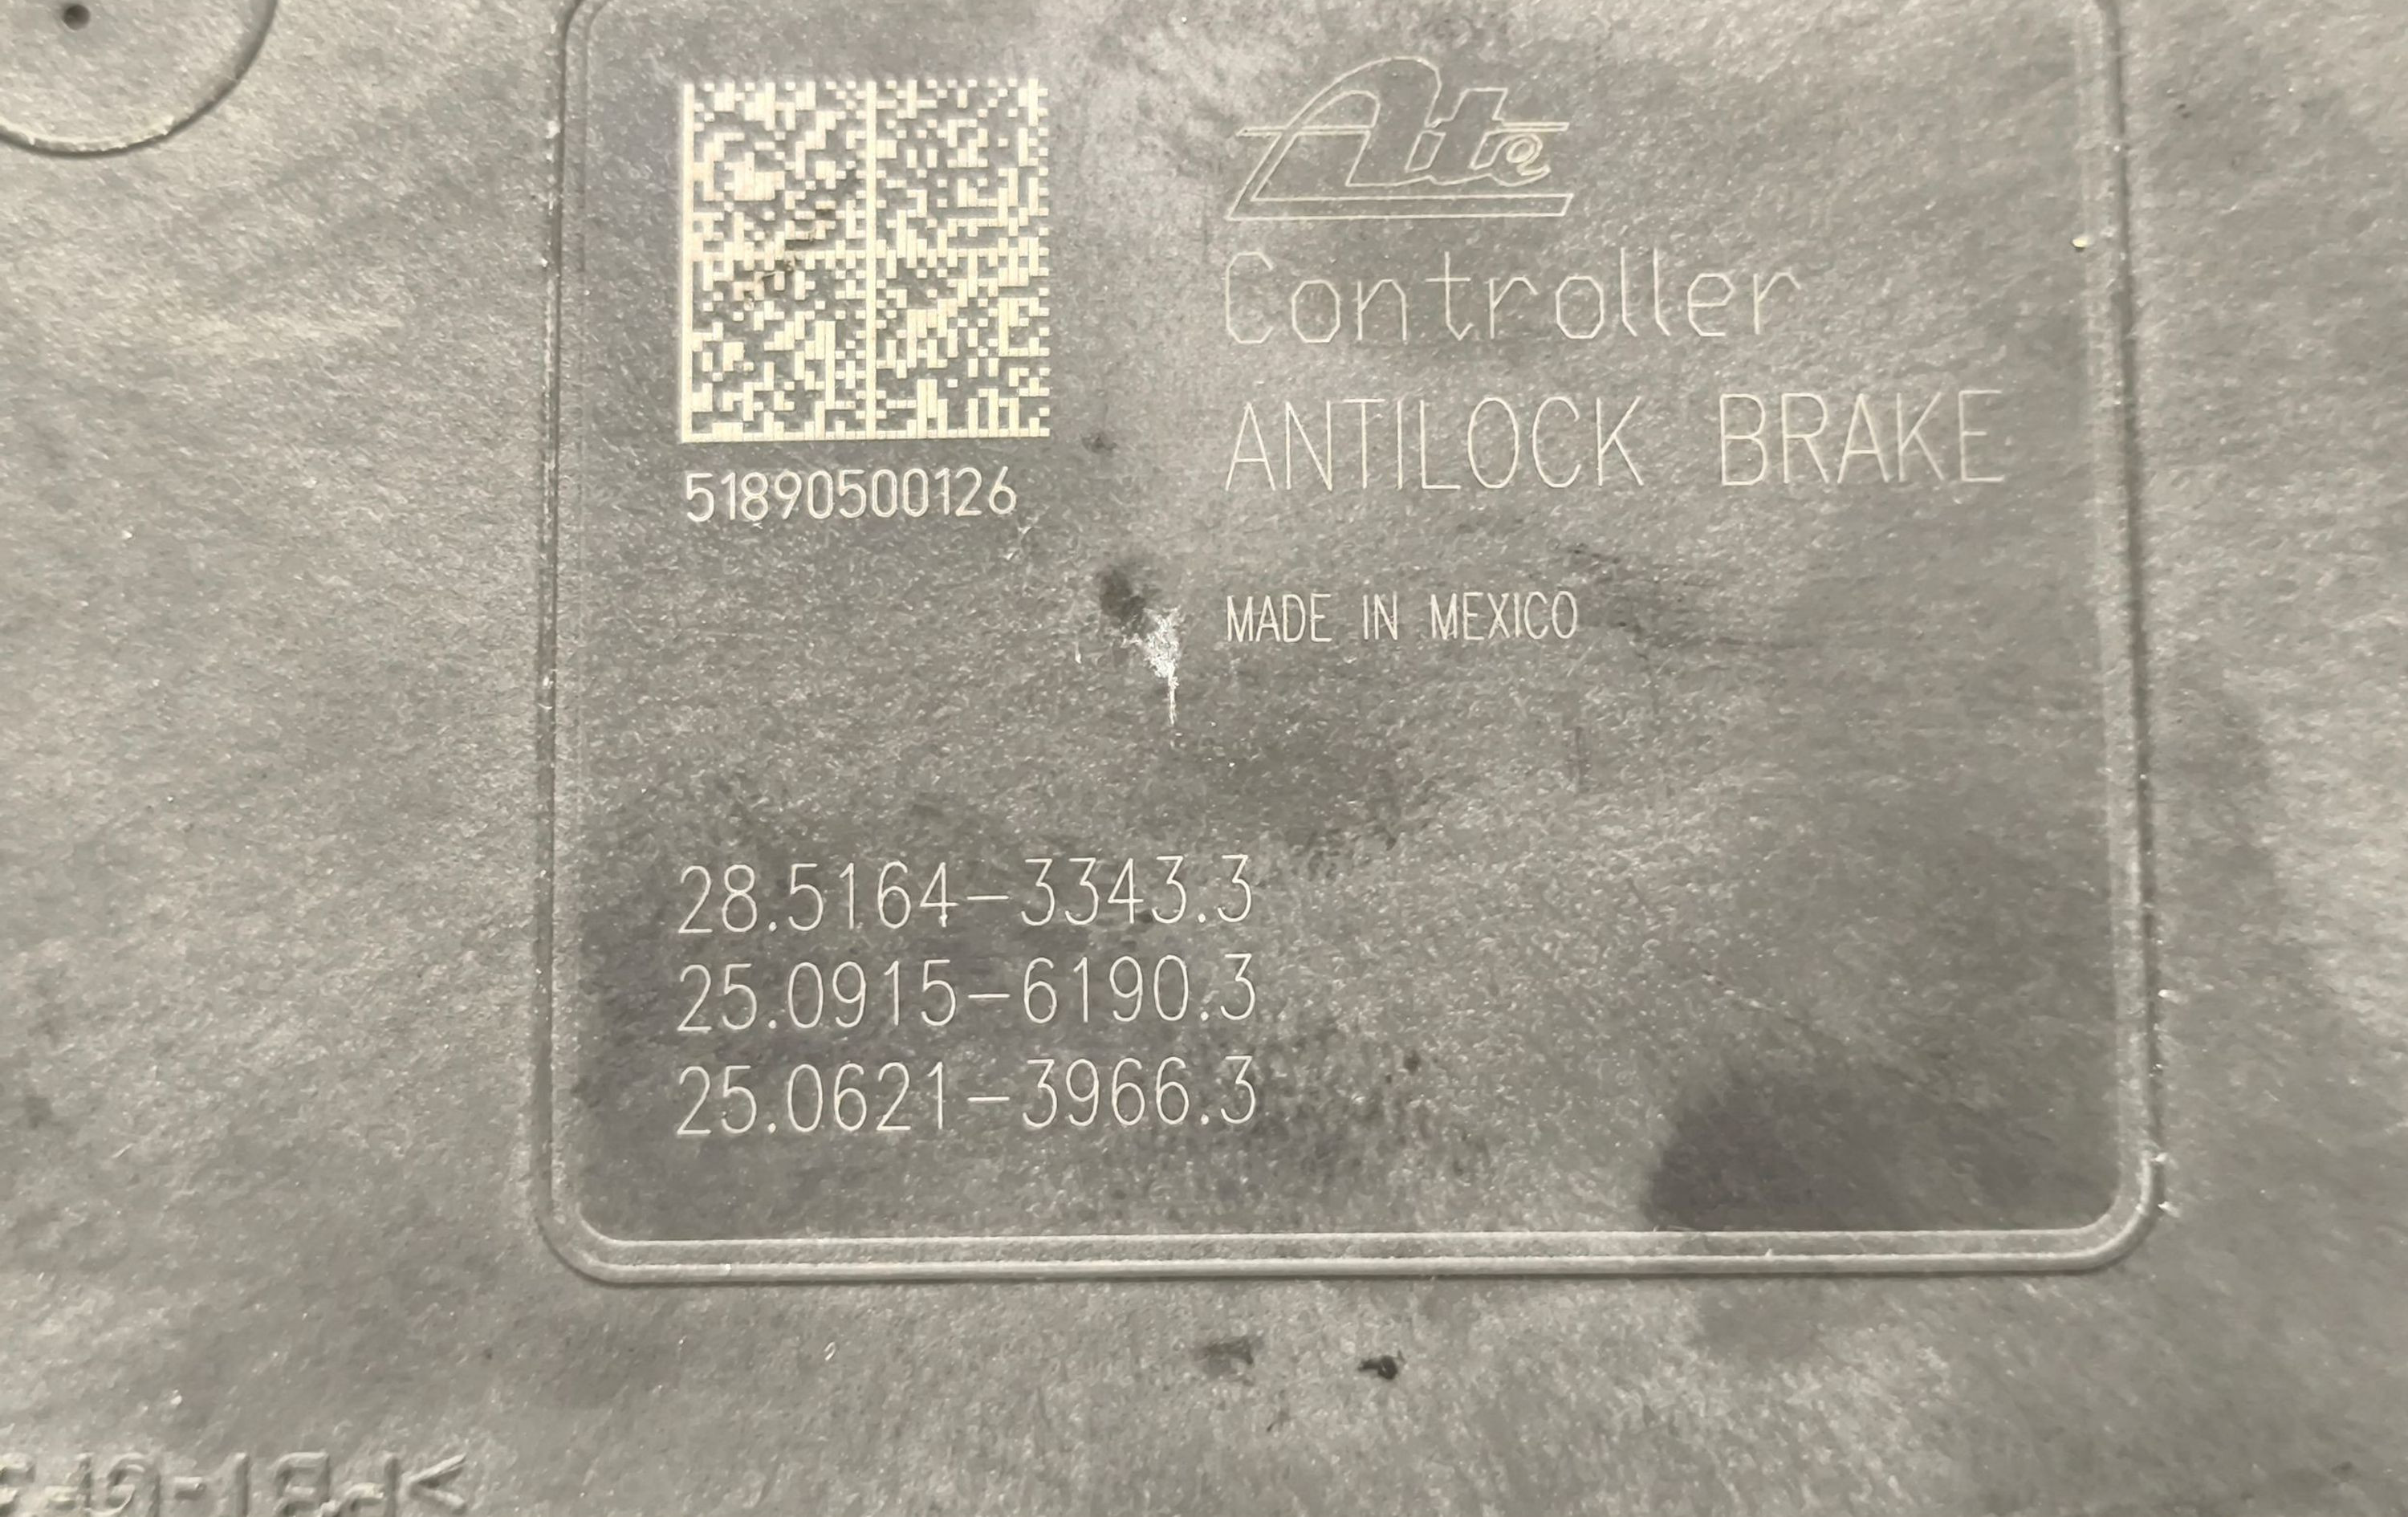 Ate
Controller
ANTILOCK BRAKE
51890500126
MADE IN MEXICO
28.5164-3343.3
25.0915-6190.3
25.0621-3966.3